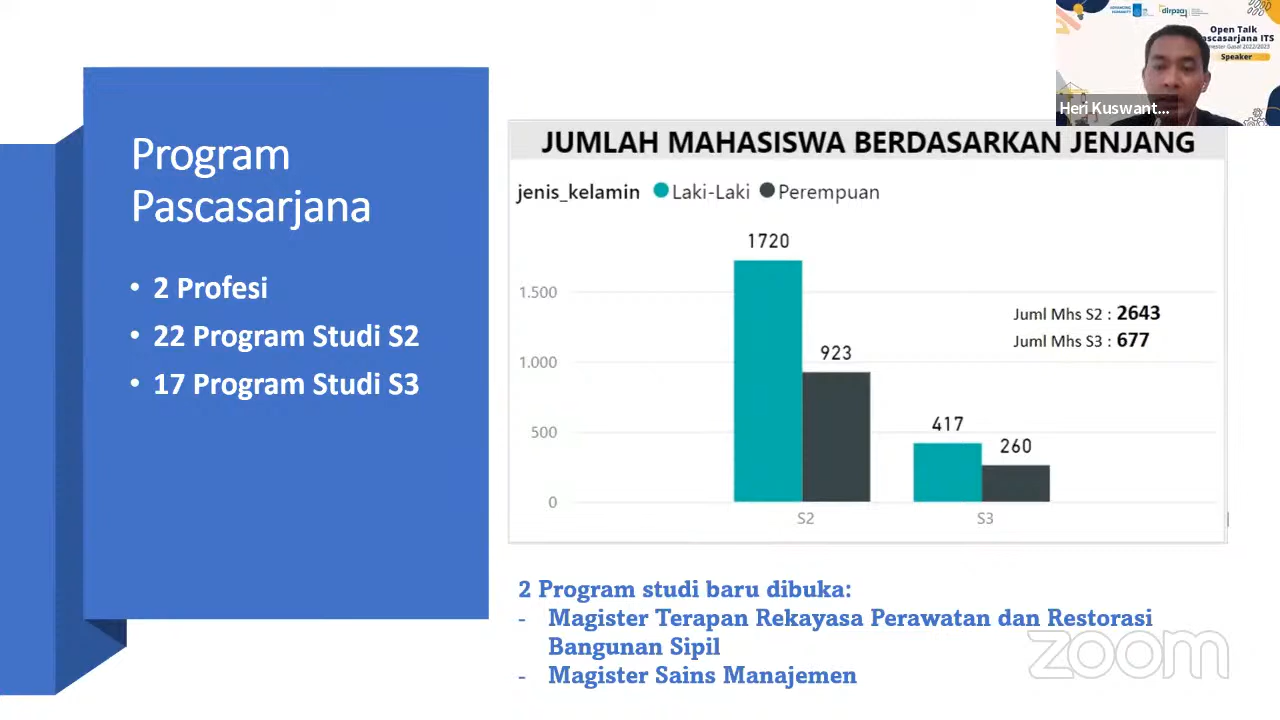 Program
Pascasarjana
• 2 Profesi
• 22 Program Studi S2
• 17 Program Studi S3
JUMLAH MAHASISWA BERDASARKAN JENJANG
jenis_kelamin Laki-Laki Perempuan
1720
1.500
923
Juml Mhs S2 : 2643
Juml Mhs S3 : 677
1.000
500
417
260
0
S2 S3
2 Program studi baru dibuka:
- Magister Terapan Rekayasa Perawatan dan Restorasi
Bangunan Sipil
- Magister Sains Manajemen
zoom
Open Talk
Pascasarjana ITS
Semester Gasal 2022/2023
Speaker
Heri Kuswant...